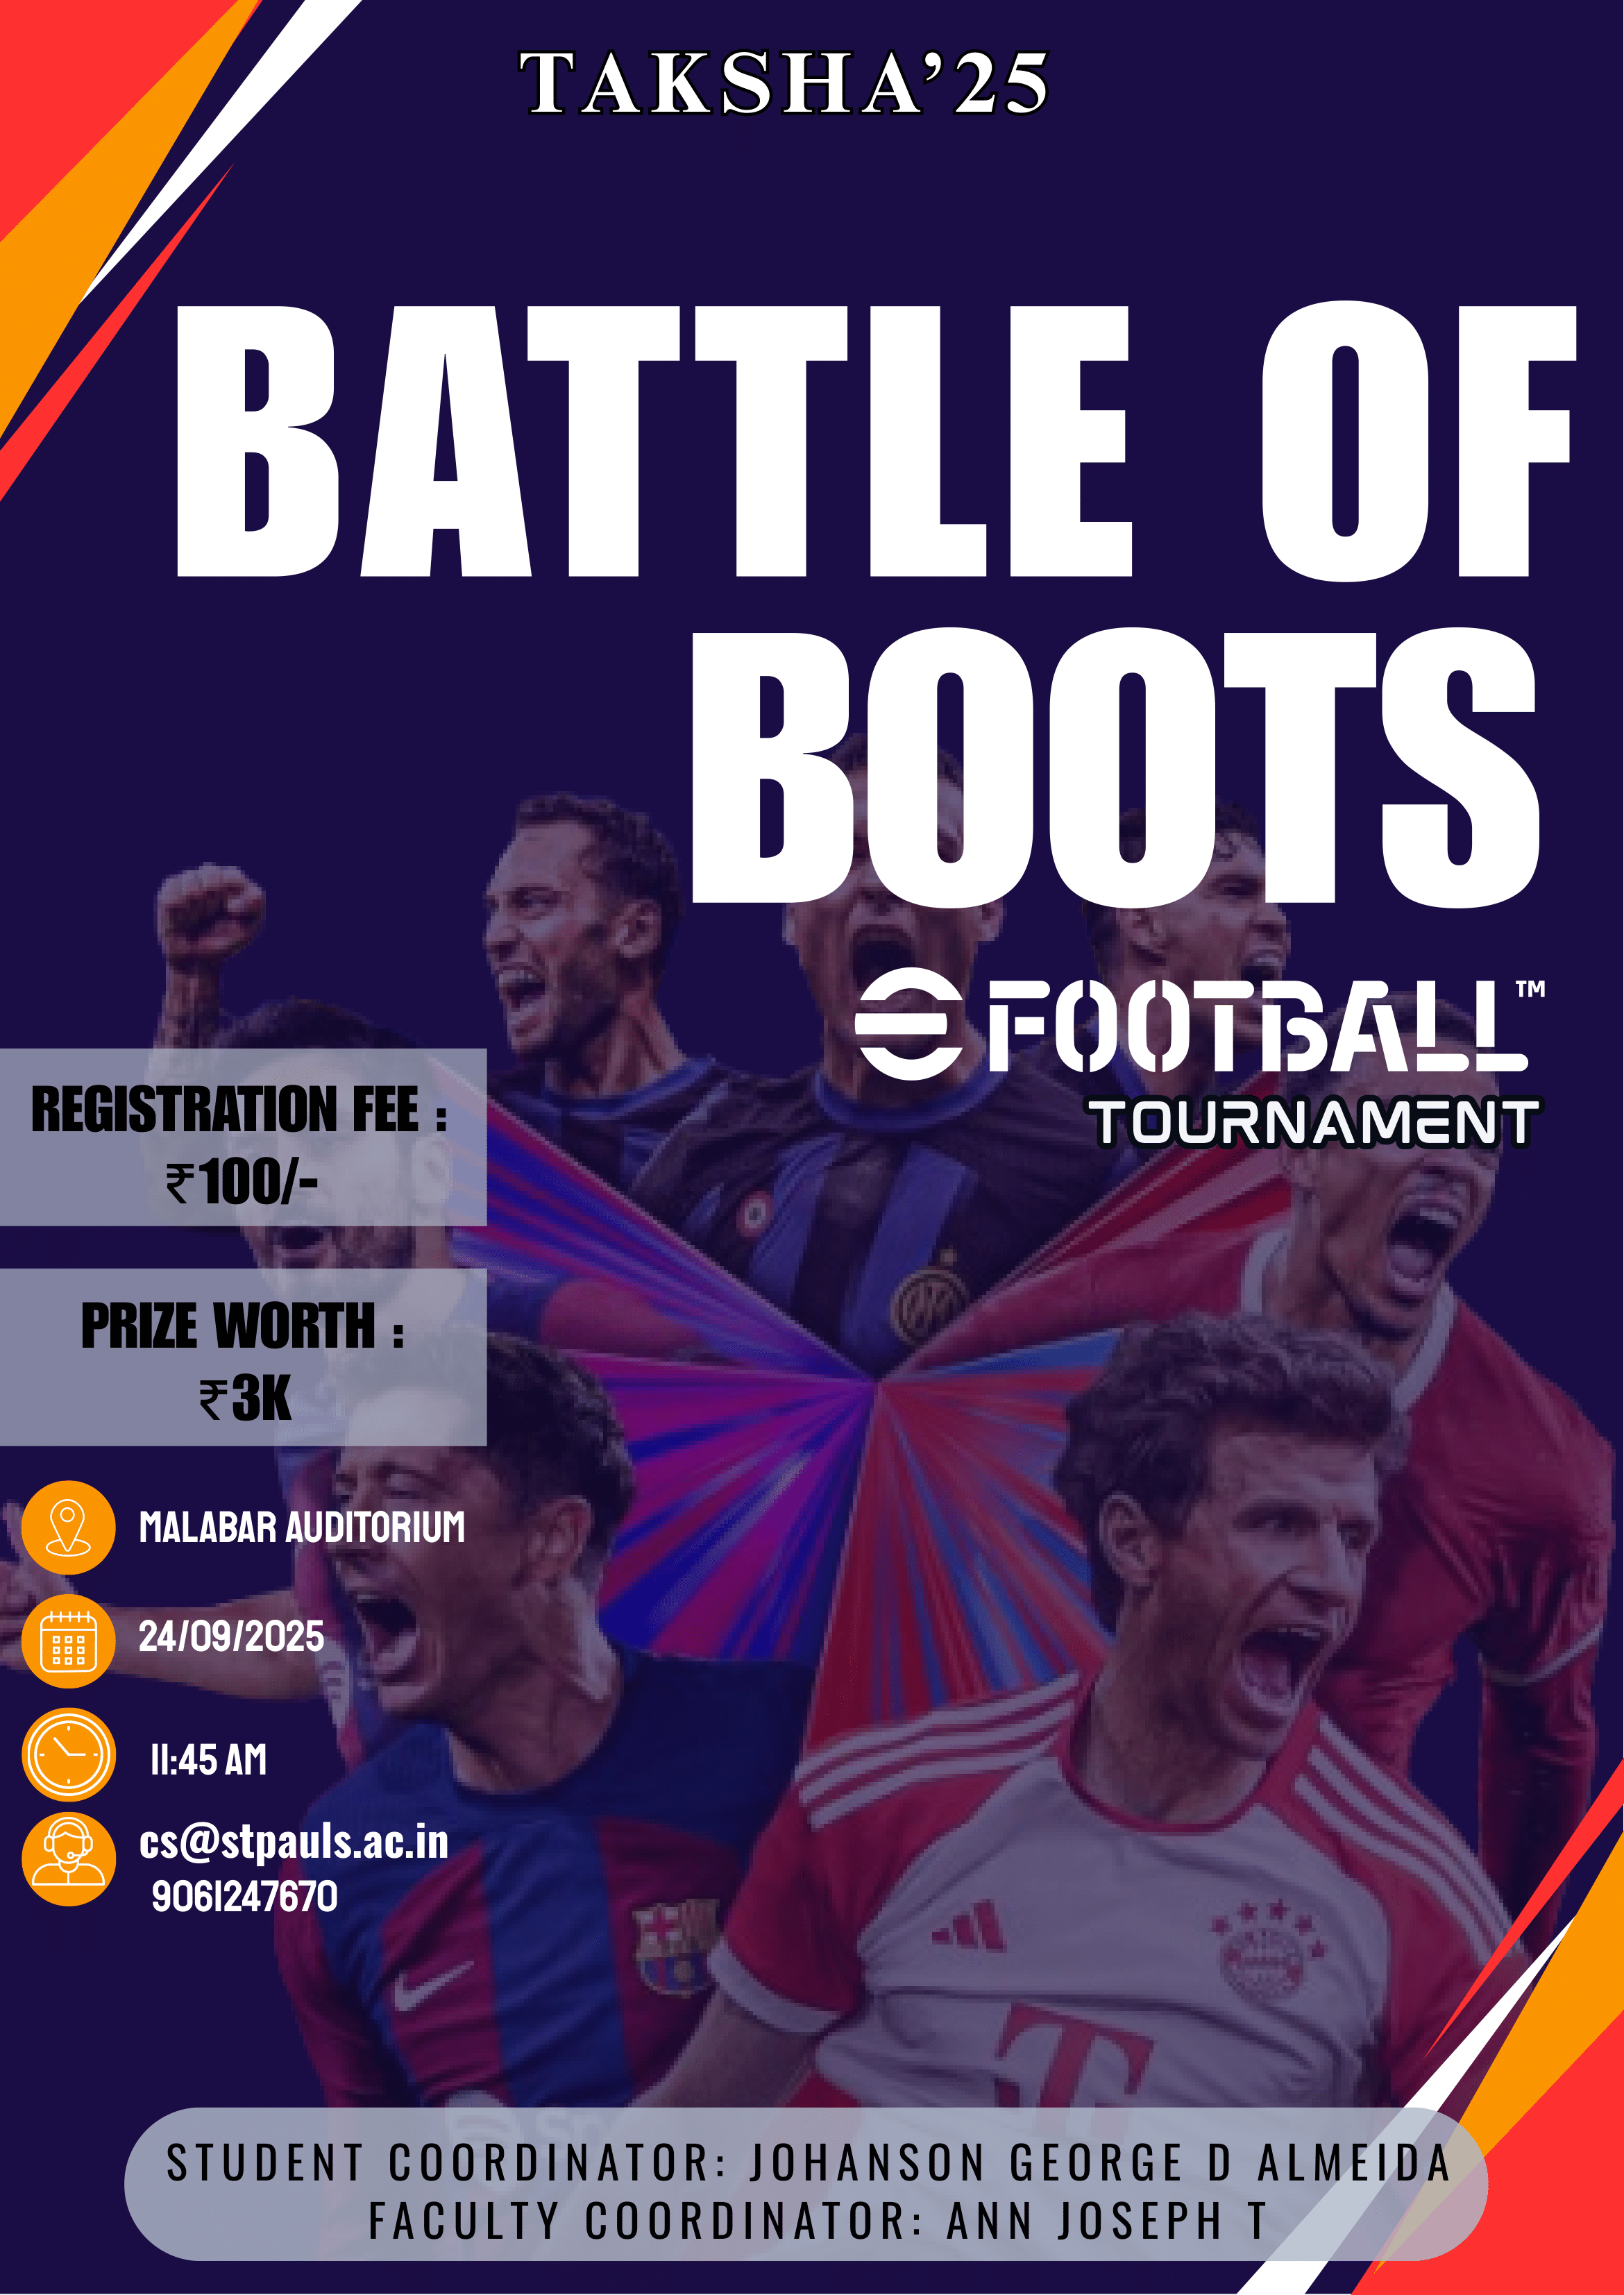 TAKSHA'25
BATTLE OF
BOOTS
eFOOTBALL™
TOURNAMENT
REGISTRATION FEE :
₹100/-
PRIZE WORTH :
₹3K
MALABAR AUDITORIUM
24/09/2025
11:45 AM
cs@stpauls.ac.in
9061247670
T
STUDENT COORDINATOR: JOHANSON GEORGE D ALMEIDA
FACULTY COORDINATOR: ANN JOSEPH T